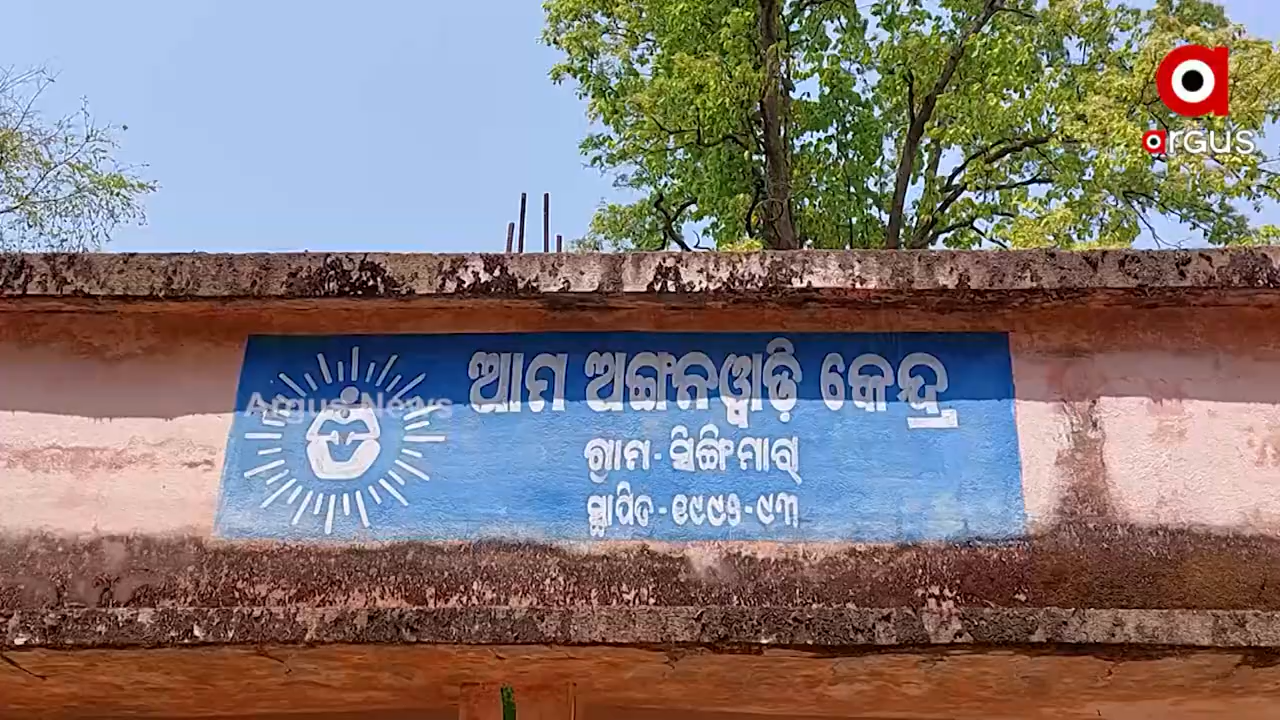 argus
Argus News
ଆମ ଅଙ୍ଗନୱାଡ଼ି କେନ୍ଦ୍ର
ଗ୍ରାମ - ସିଙ୍ଗିମାରା
ସ୍ଥାପିତ - ୧୯୯୨ - ୯୩